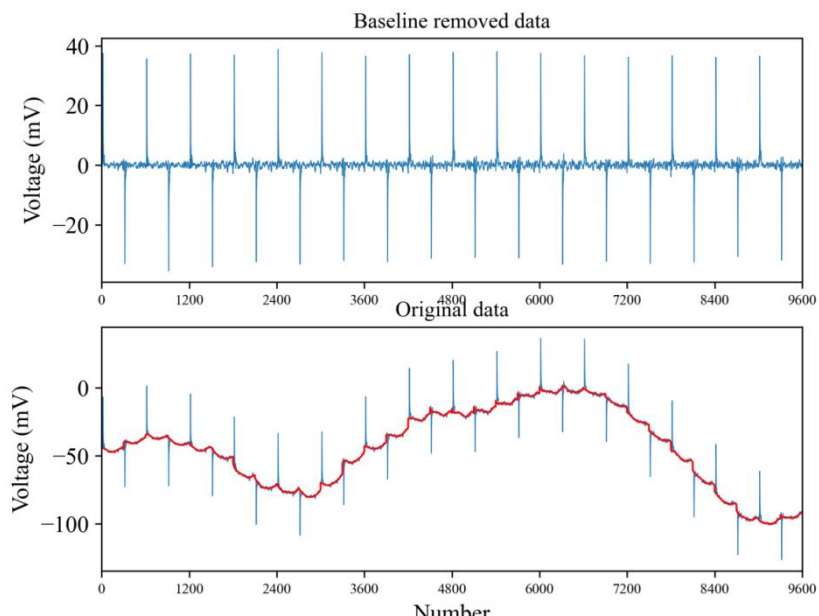 Baseline removed data
40
20
0
−20
Voltage (mV)
0 1200 2400 3600 4800 6000 7200 8400 9600
Original data
0
−50
−100
Voltage (mV)
0 1200 2400 3600 4800 6000 7200 8400 9600
Number